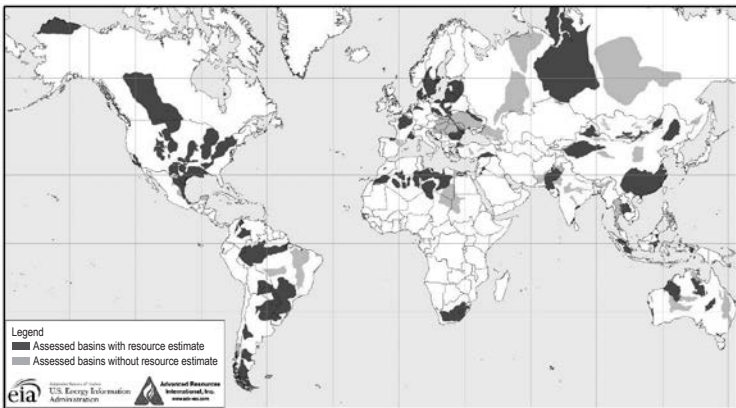 Legend
Assessed basins with resource estimate
Assessed basins without resource estimate
eia
U.S. Energy Information
Administration
Advanced Resources
International, Inc.